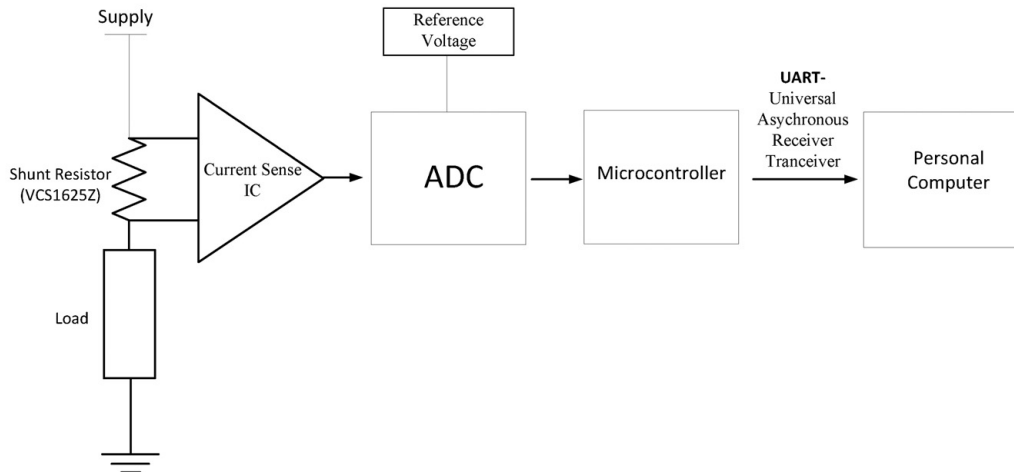 Supply
Reference
Voltage
Shunt Resistor
(VCS1625Z)
Current Sense
IC
ADC
Microcontroller
UART-
Universal
Asychronous
Receiver
Tranceiver
Personal
Computer
Load